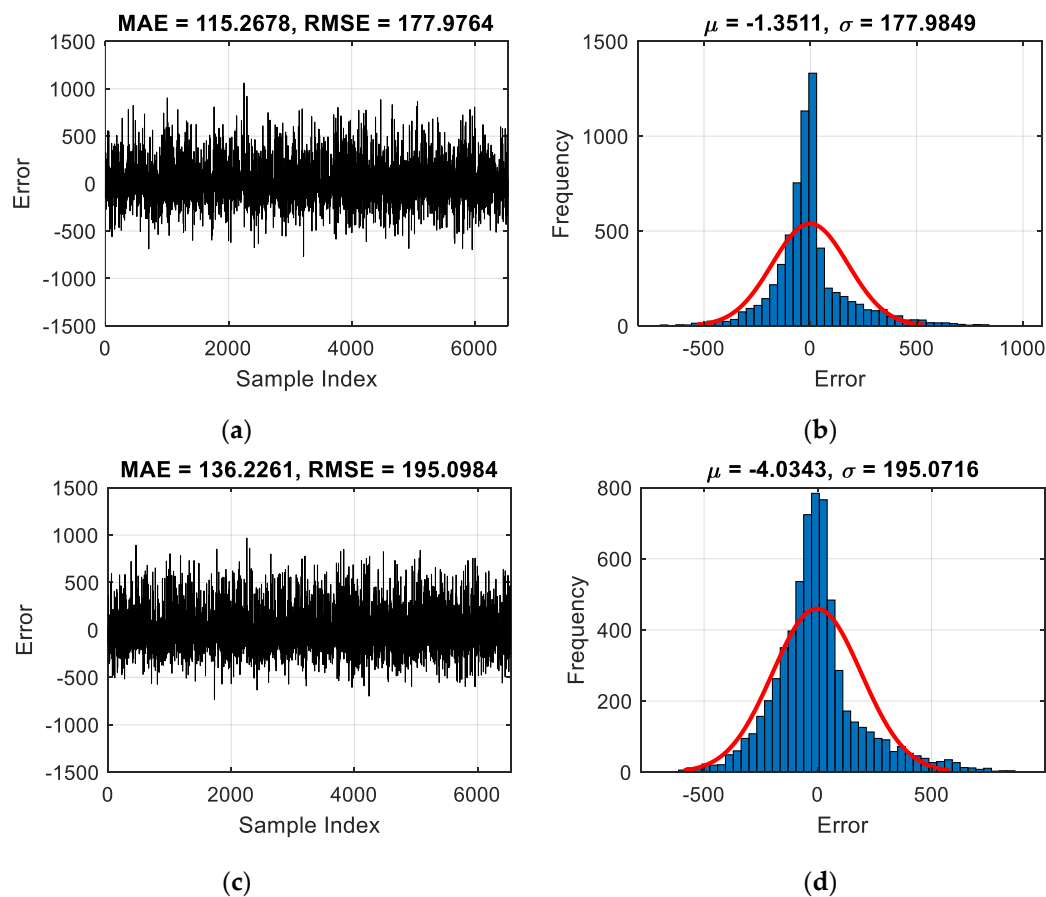 MAE = 115.2678, RMSE = 177.9764
1500
1000
500
0
-500
-1000
-1500
0
2000
4000
6000
Error
Sample Index
(a)
μ = -1.3511, σ = 177.9849
1500
1000
500
0
-500
0
500
1000
Frequency
Error
(b)
MAE = 136.2261, RMSE = 195.0984
1500
1000
500
0
-500
-1000
-1500
0
2000
4000
6000
Error
Sample Index
(c)
μ = -4.0343, σ = 195.0716
800
600
400
200
0
-500
0
500
Frequency
Error
(d)